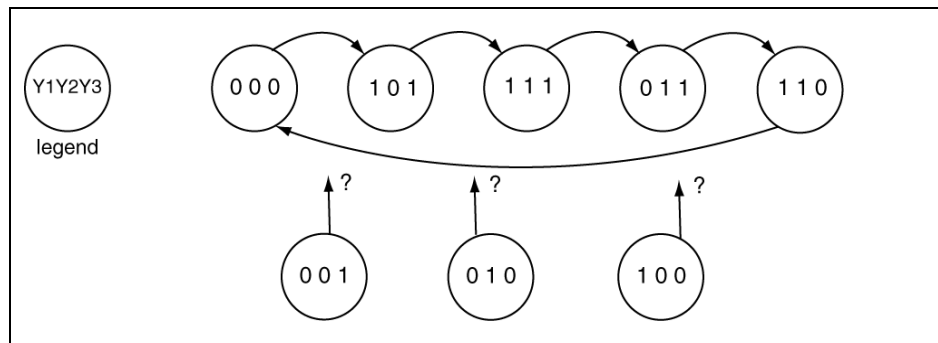 Y1Y2Y3
legend
0 0 0
1 0 1
1 1 1
0 1 1
1 1 0
?
?
?
0 0 1
0 1 0
1 0 0